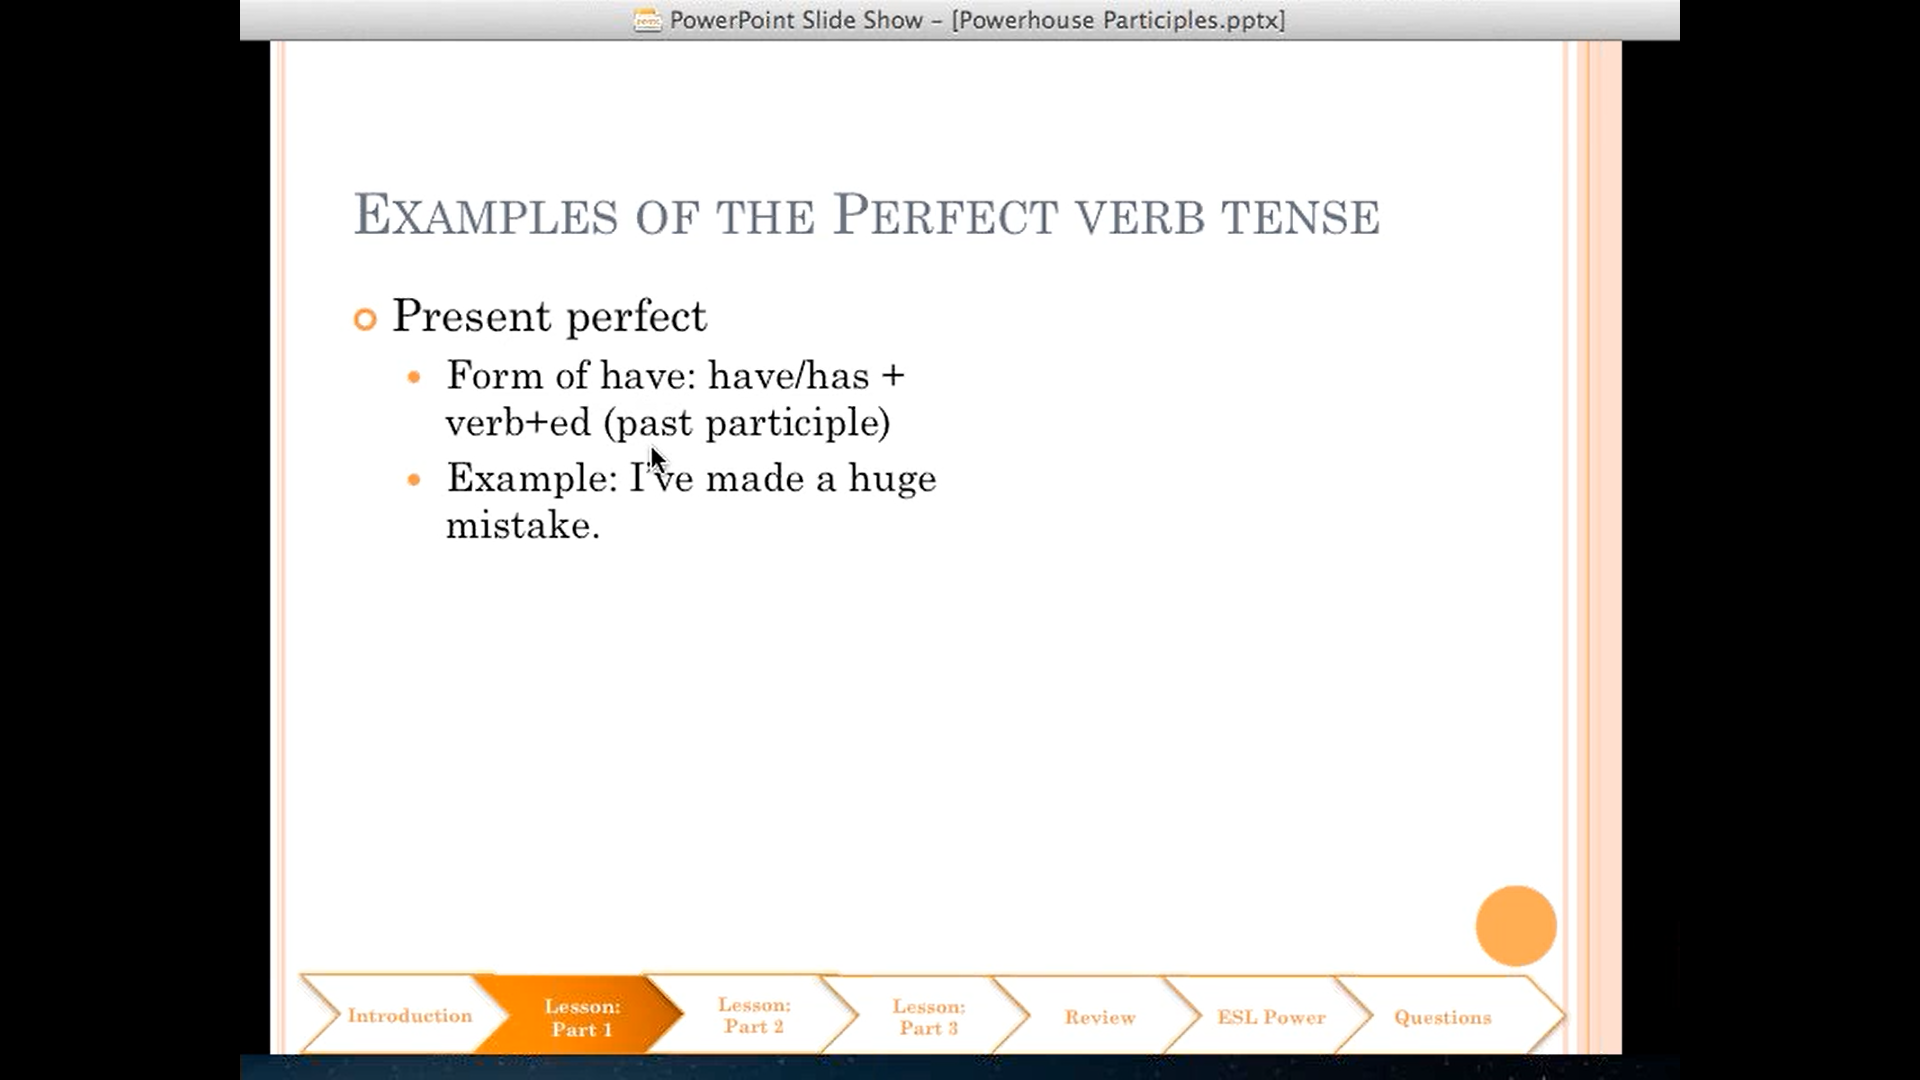 PowerPoint Slide Show – [Powerhouse Participles.pptx]
EXAMPLES OF THE PERFECT VERB TENSE
Present perfect
Form of have: have/has +
verb+ed (past participle)
Example: I've made a huge
mistake.
Introduction
Lesson:
Part 1
Lesson:
Part 2
Lesson:
Part 3
Review
ESL Power
Questions